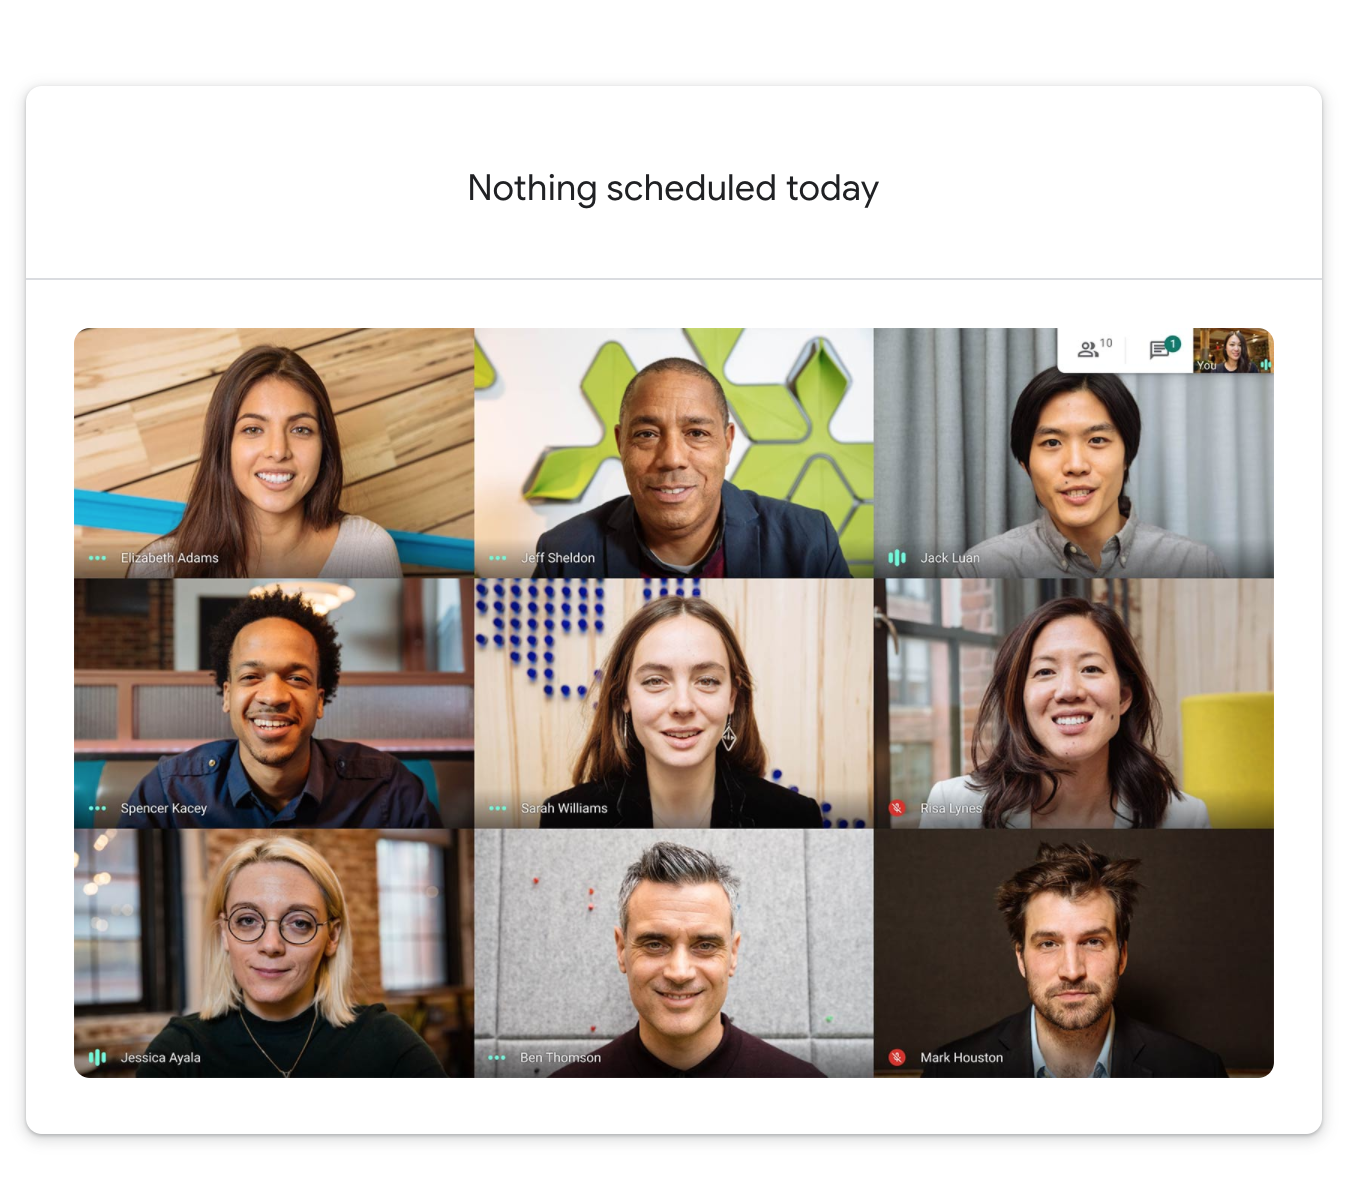 Nothing scheduled today
10
1
You
Elizabeth Adams
Jeff Sheldon
Jack Luan
Spencer Kacey
Sarah Williams
Risa Lynes
Jessica Ayala
Ben Thomson
Mark Houston